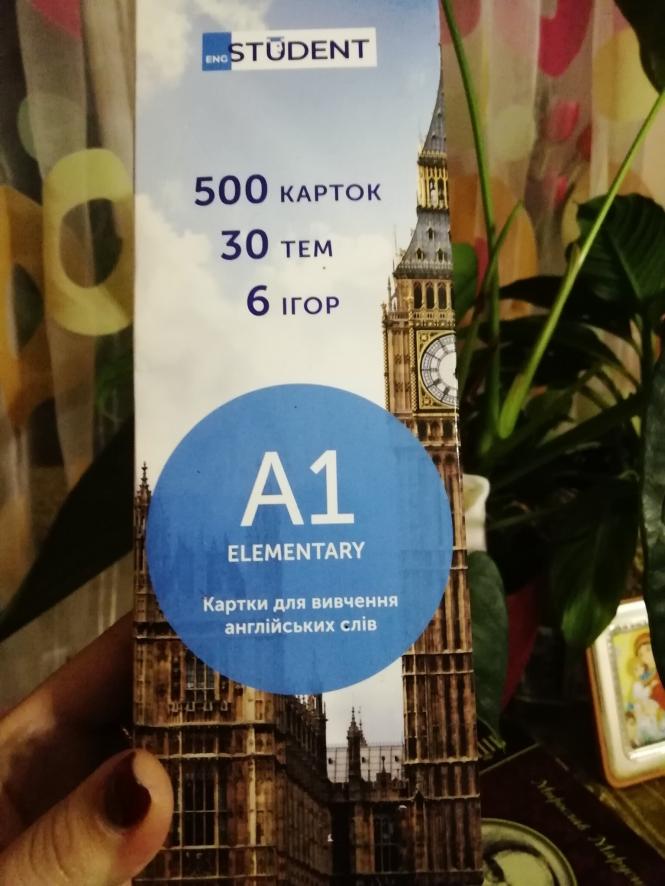 ENG STUDENT
500 КАРТОК
30 ТЕМ
6 ІГОР
A1
ELEMENTARY
Картки для вивчення
англійських слів